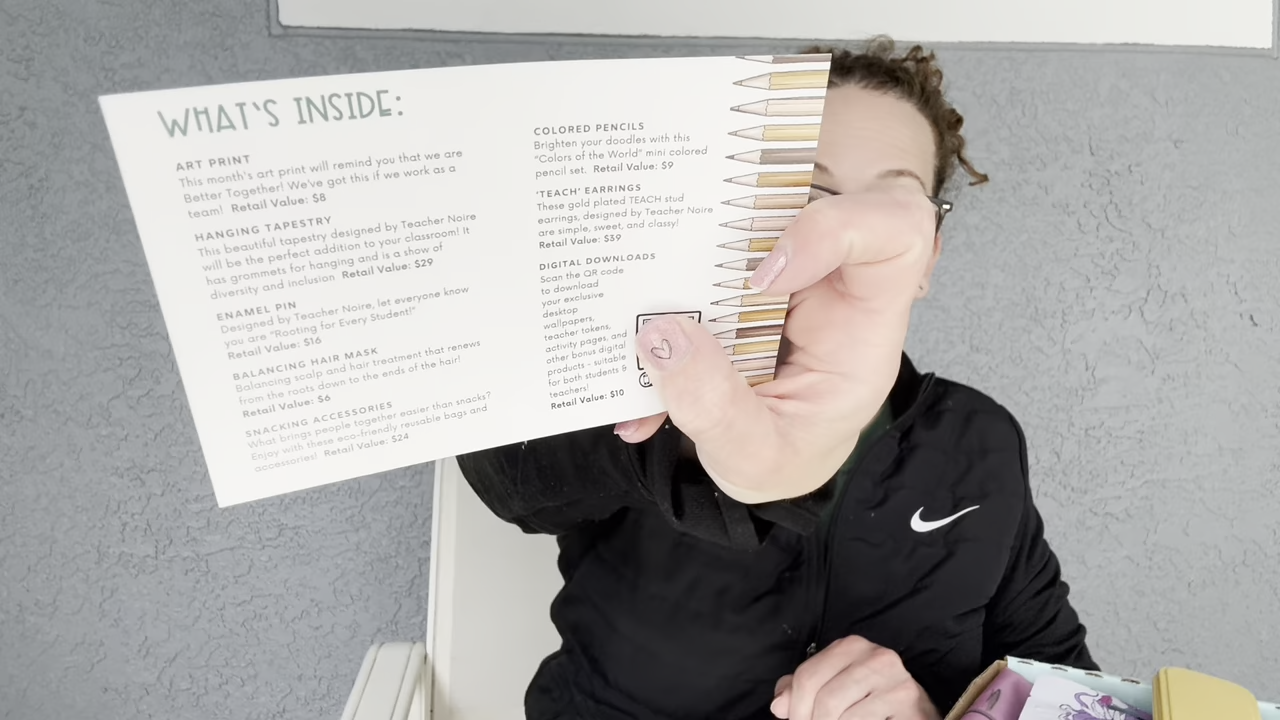 WHAT'S INSIDE:
ART PRINT
This month's art print will remind you that we are
Better Together! We've got this if we work as a
team! Retail Value: $8
HANGING TAPESTRY
This beautiful tapestry designed by Teacher Noire
will be the perfect addition to your classroom! It
has grommets for hanging and is a show of
diversity and inclusion Retail Value: $29
ENAMEL PIN
Designed by Teacher Noire, let everyone know
you are "Rooting for Every Student!"
Retail Value: $16
BALANCING HAIR MASK
Balancing scalp and hair treatment that renews
from the roots down to the ends of the hair!
Retail Value: $6
SNACKING ACCESSORIES
What brings people together easier than snacks?
Enjoy with these eco-friendly reusable bags and
accessories! Retail Value: $24
COLORED PENCILS
Brighten your doodles with this
"Colors of the World" mini colored
pencil set. Retail Value: $9
'TEACH' EARRINGS
These gold plated TEACH stud
earrings, designed by Teacher Noire
are simple, sweet, and classy!
Retail Value: $39
DIGITAL DOWNLOADS
Scan the QR code
to download
your exclusive
desktop
wallpapers,
teacher tokens,
activity pages, and
other bonus digital
products - suitable
for both students &
teachers!
Retail Value: $10